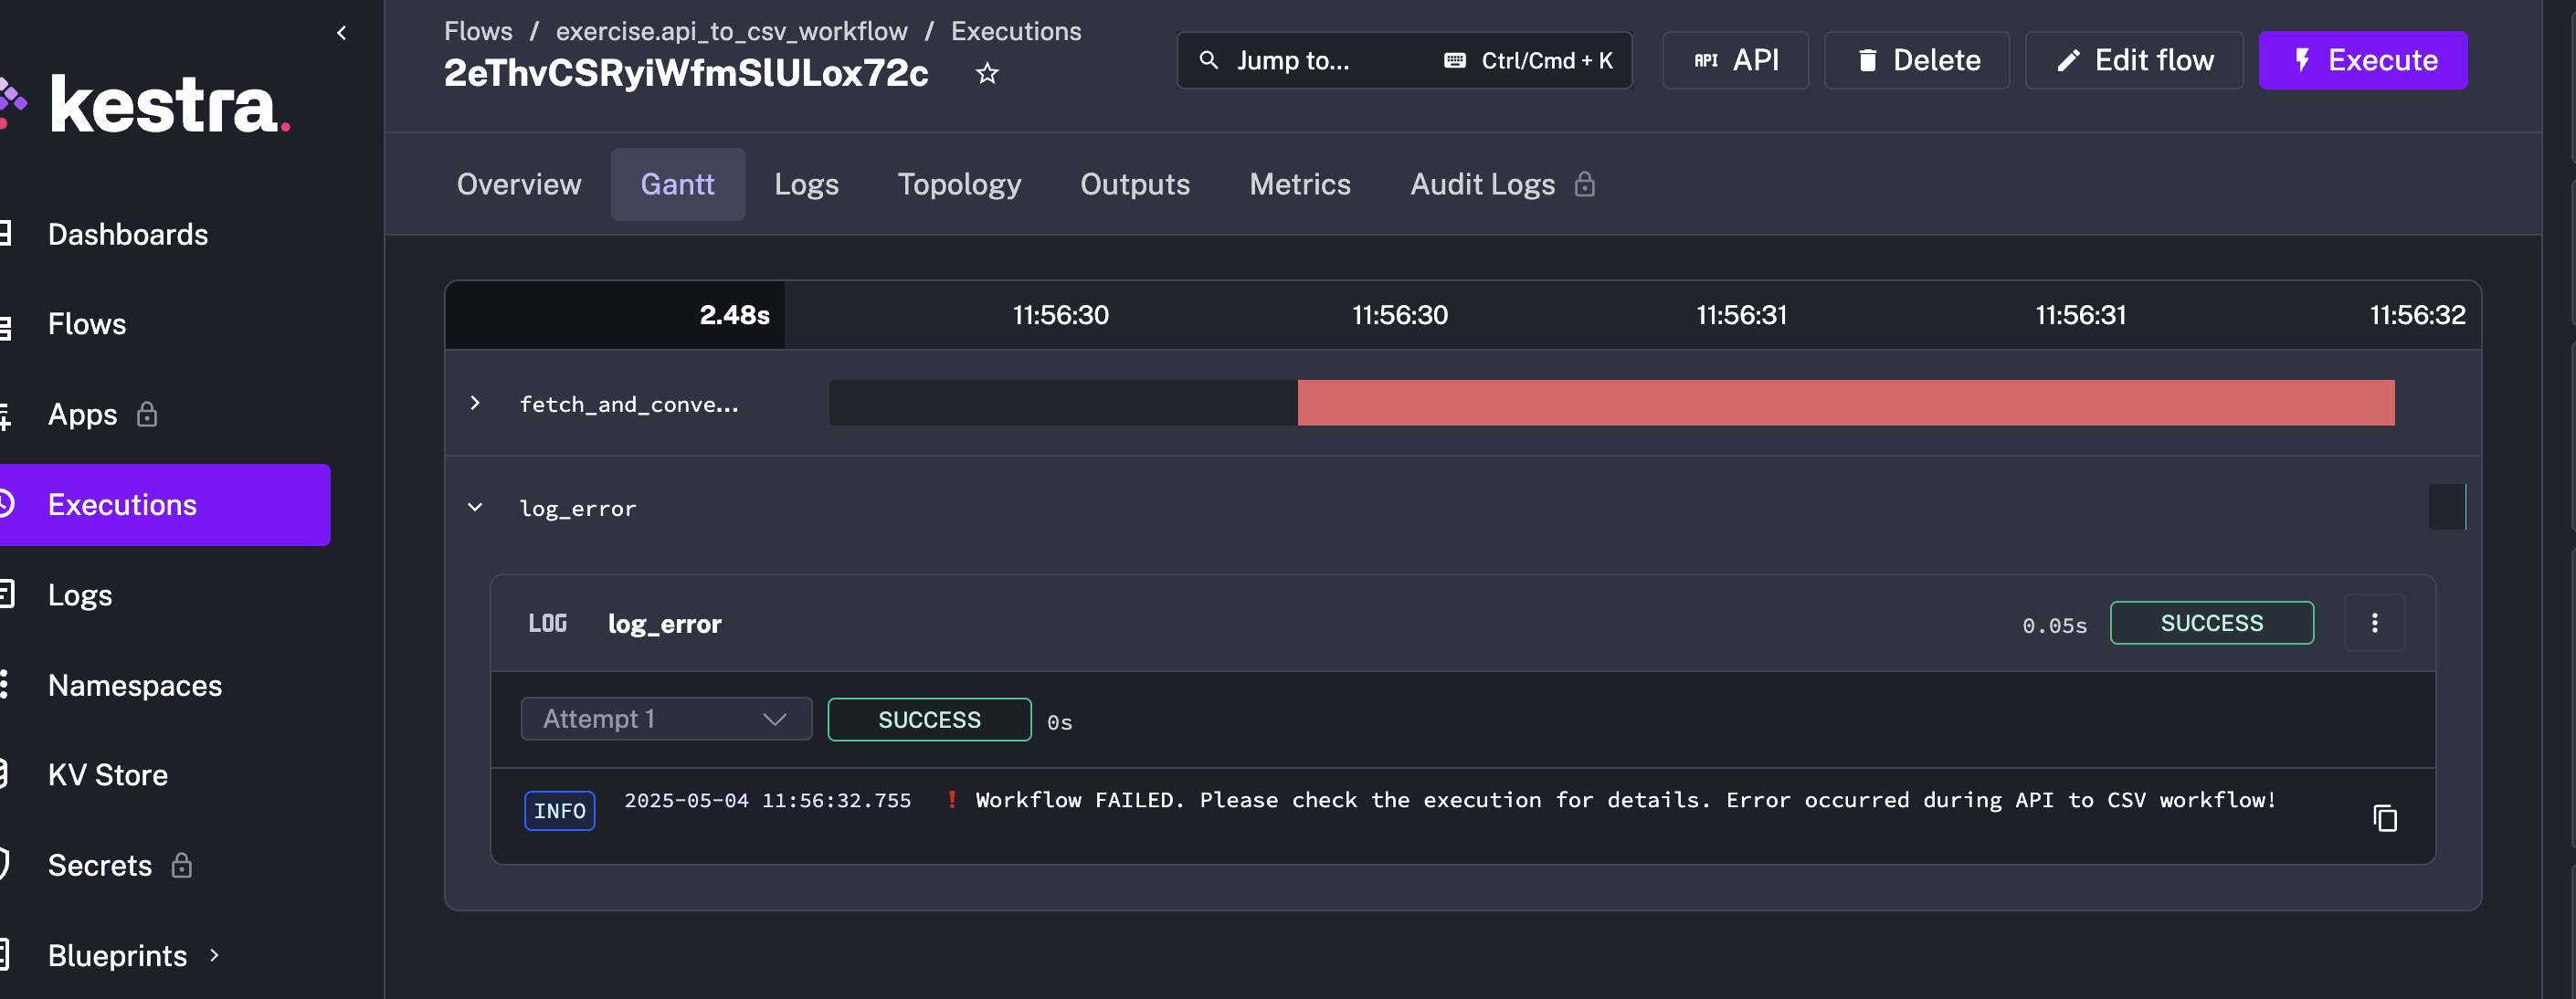 kestra.
Dashboards
Flows
Apps
Executions
Logs
Namespaces
KV Store
Secrets
Blueprints
Flows / exercise.api_to_csv_workflow / Executions
2eThvCSRyiWfmSlULox72c
Jump to... Ctrl/Cmd + K
API API
Delete
Edit flow
Execute
Overview Gantt Logs Topology Outputs Metrics Audit Logs
2.48s 11:56:30 11:56:30 11:56:31 11:56:31 11:56:32
fetch_and_conve...
log_error
LOG log_error 0.05s SUCCESS
Attempt 1 SUCCESS 0s
INFO 2025-05-04 11:56:32.755 ❗ Workflow FAILED. Please check the execution for details. Error occurred during API to CSV workflow!